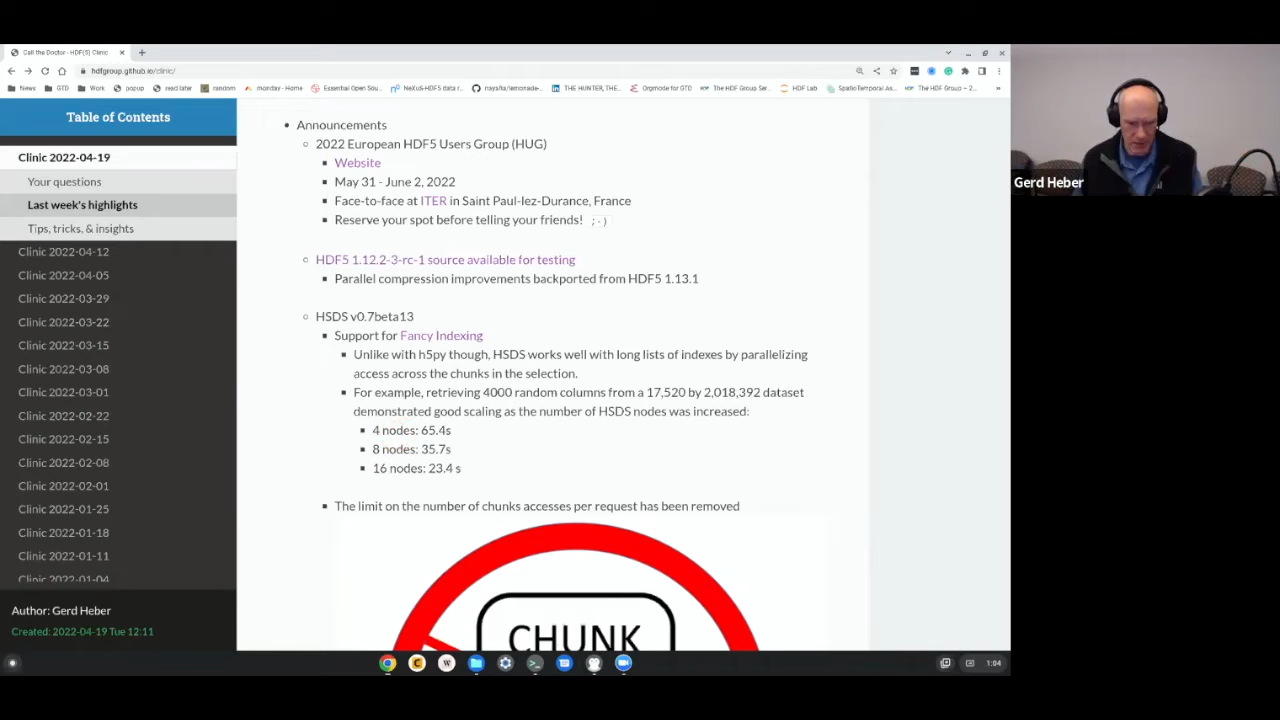 Call the Doctor - HDF(5) Clinic
hdfgroup.github.io/clinic/
News GTD Work popup read later random monday - Home Essential Open Sou... NeXus-HDF5 data r... THE HUNTER, THE... Orgmode for GTD The HDF Group Ser... HDF Lab SpatioTemporal As... The HDF Group – 2...
Table of Contents
Clinic 2022-04-19
Your questions
Last week's highlights
Tips, tricks, & insights
Clinic 2022-04-12
Clinic 2022-04-05
Clinic 2022-03-29
Clinic 2022-03-22
Clinic 2022-03-15
Clinic 2022-03-08
Clinic 2022-03-01
Clinic 2022-02-22
Clinic 2022-02-15
Clinic 2022-02-08
Clinic 2022-02-01
Clinic 2022-01-25
Clinic 2022-01-18
Clinic 2022-01-11
Clinic 2022-01-04
Author: Gerd Heber
Created: 2022-04-19 Tue 12:11
Announcements
2022 European HDF5 Users Group (HUG)
Website
May 31 - June 2, 2022
Face-to-face at ITER in Saint Paul-lez-Durance, France
Reserve your spot before telling your friends! ;-)
HDF5 1.12.2-3-rc-1 source available for testing
Parallel compression improvements backported from HDF5 1.13.1
HSDS v0.7beta13
Support for Fancy Indexing
Unlike with h5py though, HSDS works well with long lists of indexes by parallelizing
access across the chunks in the selection.
For example, retrieving 4000 random columns from a 17,520 by 2,018,392 dataset
demonstrated good scaling as the number of HSDS nodes was increased:
4 nodes: 65.4s
8 nodes: 35.7s
16 nodes: 23.4 s
The limit on the number of chunks accesses per request has been removed
CHUNK
Gerd Heber
1:04